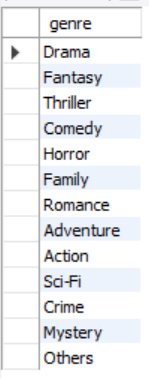 genre
Drama
Fantasy
Thriller
Comedy
Horror
Family
Romance
Adventure
Action
Sci-Fi
Crime
Mystery
Others